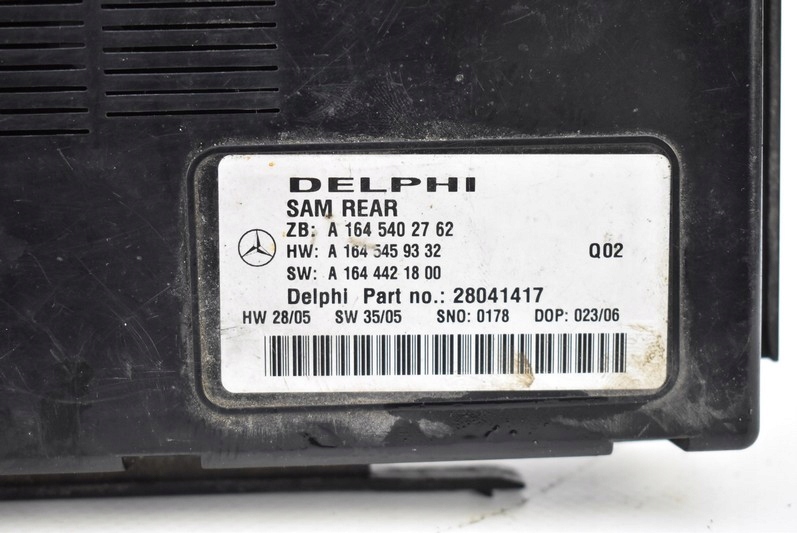 DELPHI
SAM REAR
ZB: A 164 540 27 62
HW: A 164 545 93 32 Q02
SW: A 164 442 18 00
Delphi Part no.: 28041417
HW 28/05 SW 35/05 SNO: 0178 DOP: 023/06